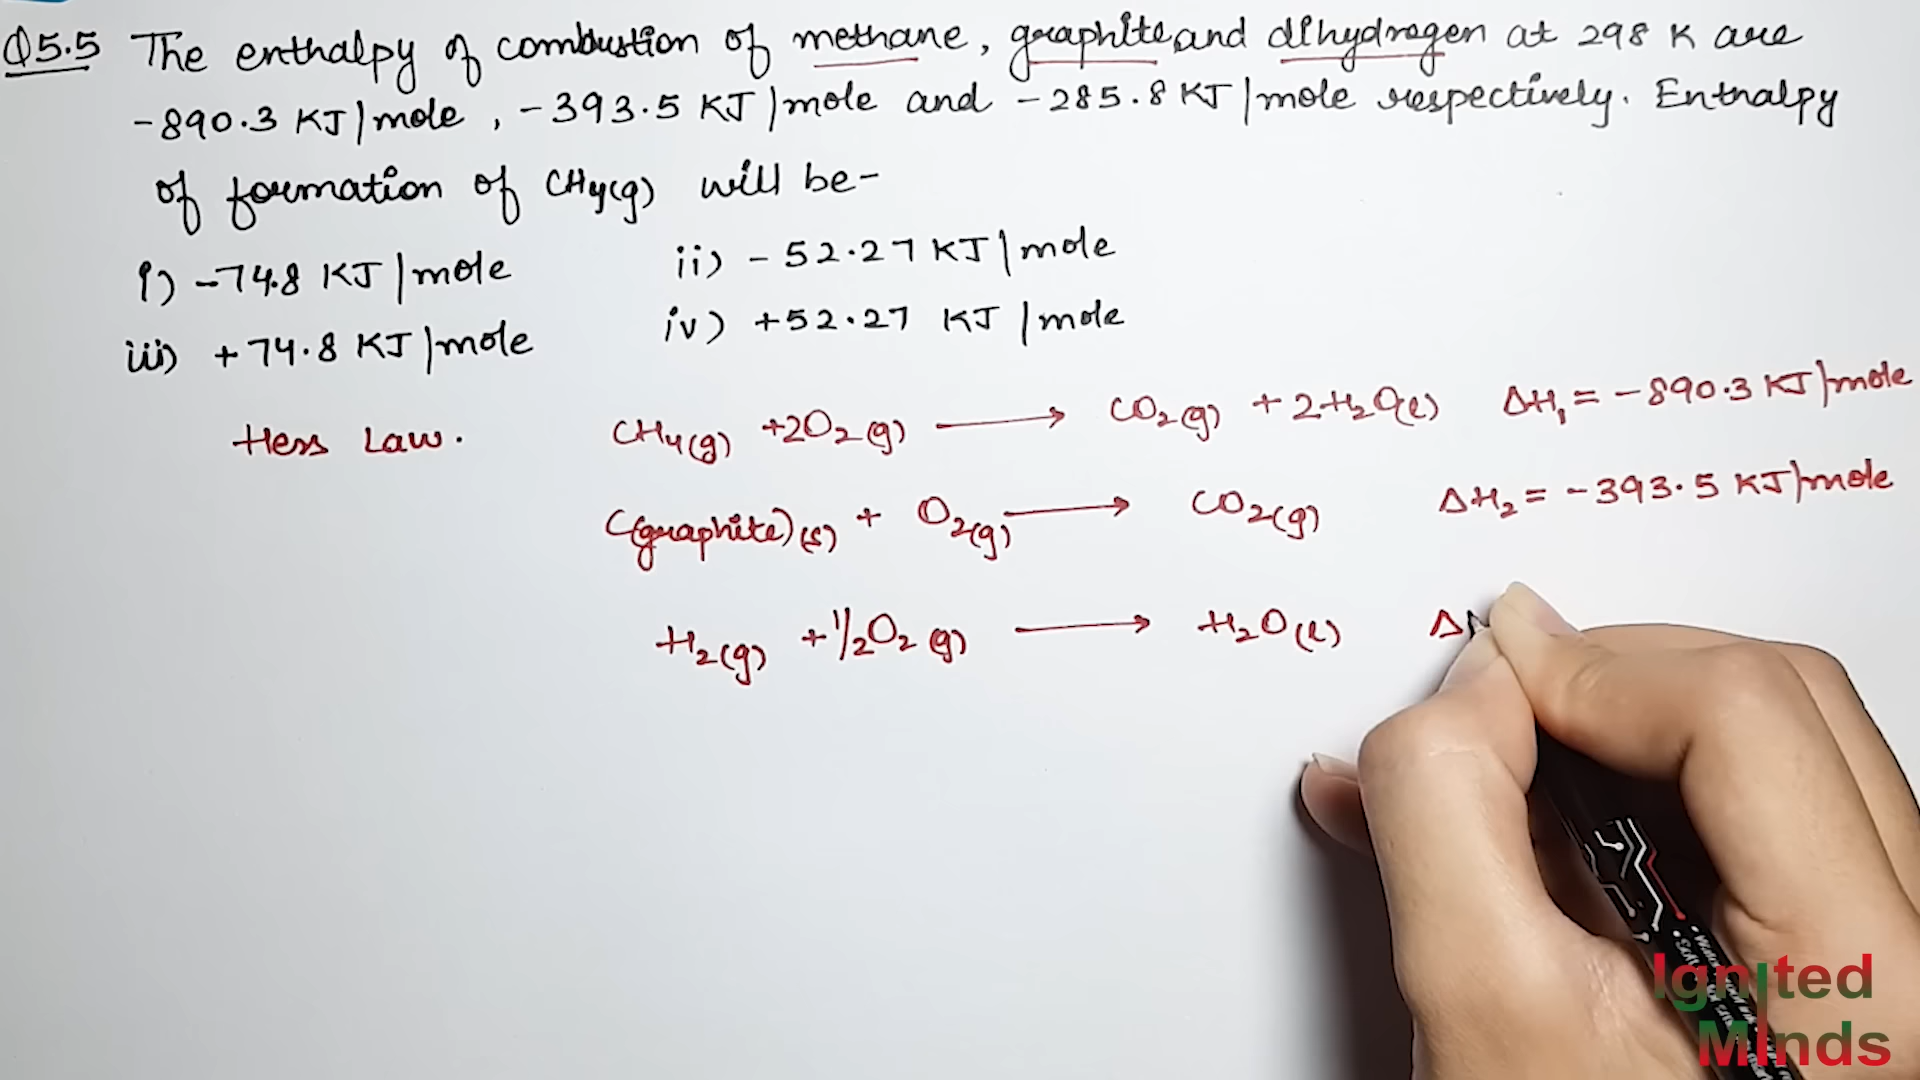 Q5.5 The enthalpy of combustion of methane, graphite and dihydrogen at 298 K are
-890.3 KJ/mole, -393.5 KJ/mole and -285.8 KJ/mole respectively. Enthalpy
of formation of CH4(g) will be-
i) -74.8 KJ/mole ii) -52.27 KJ/mole
iii) +74.8 KJ/mole iv) +52.27 KJ/mole
Hess Law. CH4(g) +2O2(g) → CO2(g) +2H2O(l) ΔH1 = -890.3 KJ/mole
C(graphite)(s) + O2(g) → CO2(g) ΔH2 = -393.5 KJ/mole
H2(g) +1/2O2(g) → H2O(l) Δ
Ignited
Minds